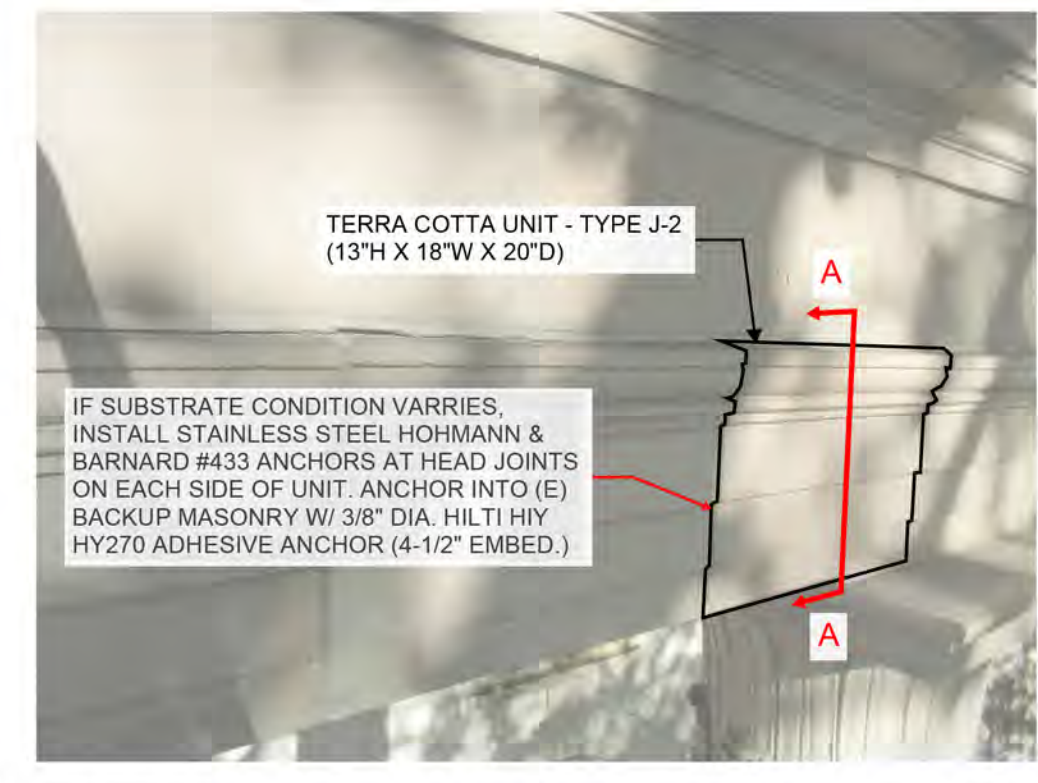 TERRA COTTA UNIT - TYPE J-2
(13"H X 18"W X 20"D)
A
IF SUBSTRATE CONDITION VARRIES,
INSTALL STAINLESS STEEL HOHMANN &
BARNARD #433 ANCHORS AT HEAD JOINTS
ON EACH SIDE OF UNIT. ANCHOR INTO (E)
BACKUP MASONRY W/ 3/8" DIA. HILTI HIY
HY270 ADHESIVE ANCHOR (4-1/2" EMBED.)
A